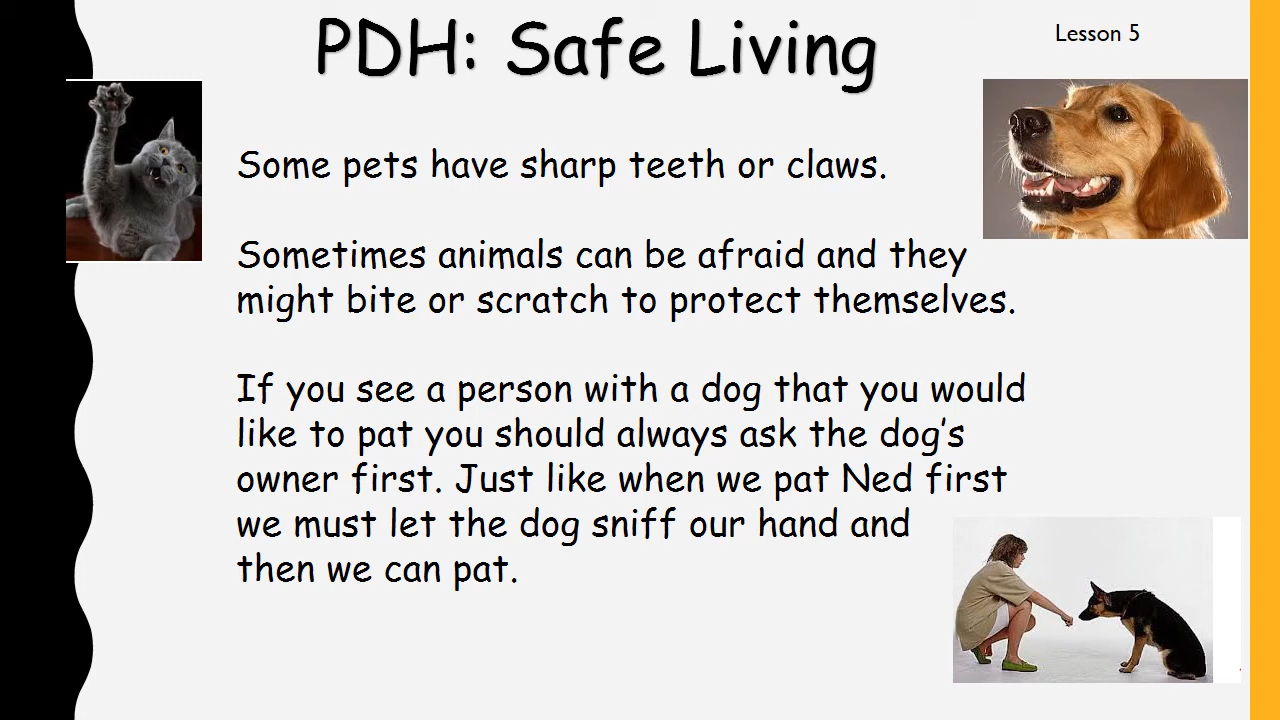 PDH: Safe Living
Lesson 5
Some pets have sharp teeth or claws.
Sometimes animals can be afraid and they
might bite or scratch to protect themselves.
If you see a person with a dog that you would
like to pat you should always ask the dog’s
owner first. Just like when we pat Ned first
we must let the dog sniff our hand and
then we can pat.